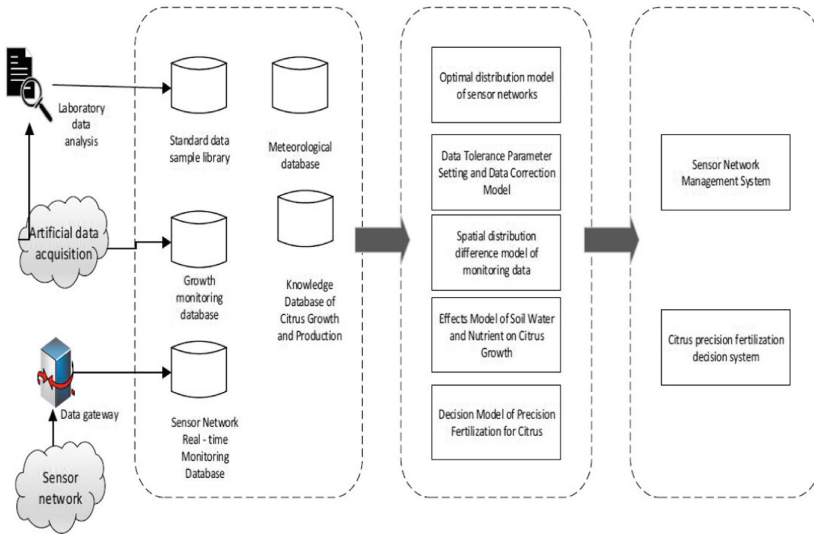 Laboratory
data
analysis
Artificial data
acquisition
Data gateway
Sensor
network
Standard data
sample library
Meteorological
database
Growth
monitoring
database
Knowledge
Database of
Citrus Growth
and Production
Sensor Network
Real - time
Monitoring
Database
Optimal distribution model
of sensor networks
Data Tolerance Parameter
Setting and Data Correction
Model
Spatial distribution
difference model of
monitoring data
Effects Model of Soil Water
and Nutrient on Citrus
Growth
Decision Model of Precision
Fertilization for Citrus
Sensor Network
Management System
Citrus precision fertilization
decision system